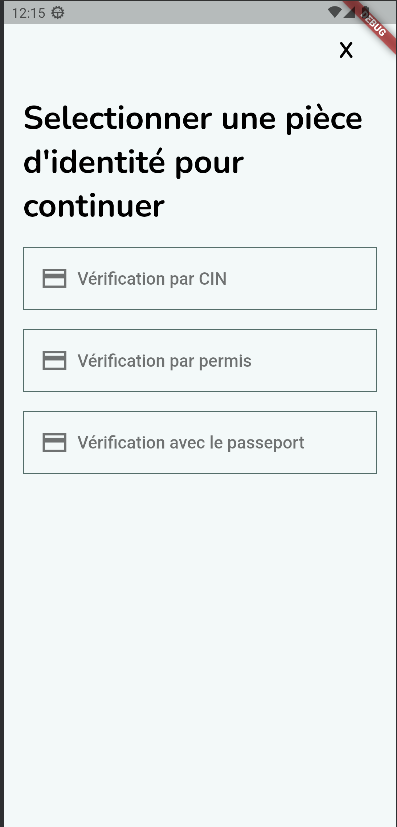 12:15
DEBUG
X
Selectionner une pièce
d'identité pour
continuer
Vérification par CIN
Vérification par permis
Vérification avec le passeport